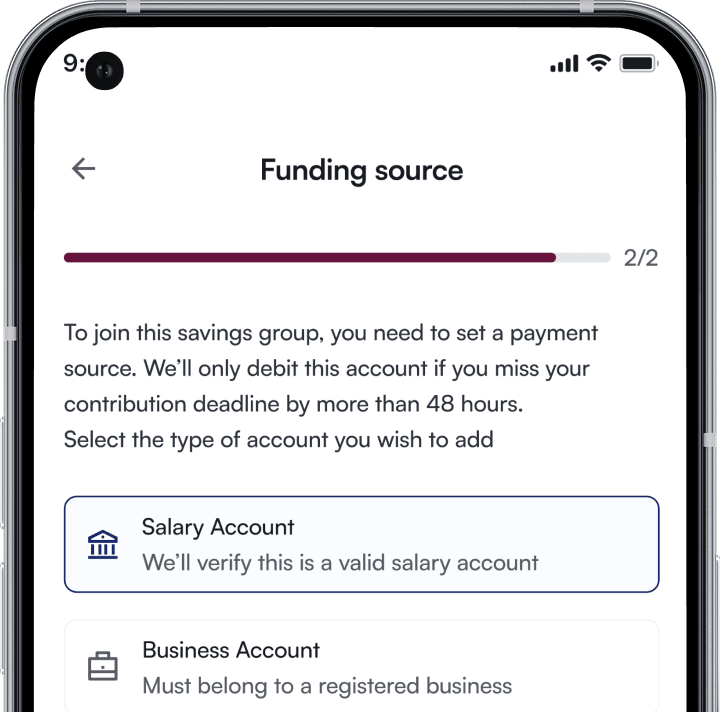 9:
Funding source
2/2
To join this savings group, you need to set a payment
source. We’ll only debit this account if you miss your
contribution deadline by more than 48 hours.
Select the type of account you wish to add
Salary Account
We’ll verify this is a valid salary account
Business Account
Must belong to a registered business